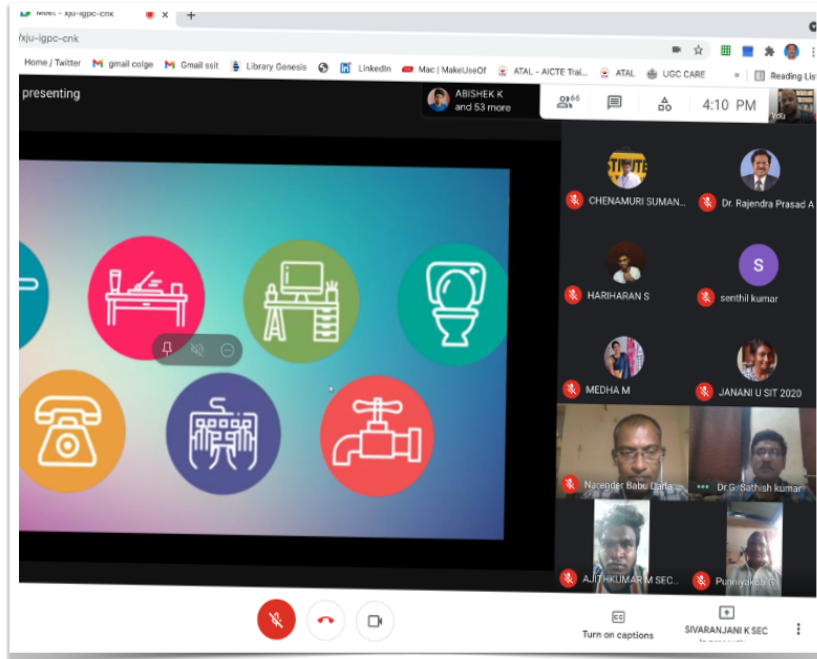 Meet - xju-igpc-cnk
/xju-igpc-cnk
Home / Twitter
gmail colge
Gmail ssit
Library Genesis
LinkedIn
Mac | MakeUseOf
ATAL - AICTE Trai...
ATAL
UGC CARE
»
Reading List
presenting
ABISHEK K
and 53 more
66
4:10 PM
You
CHENAMURI SUMAN...
Dr. Rajendra Prasad A
HARIHARAN S
S
senthil kumar
MEDHA M
JANANI U SIT 2020
Narender Babu
Dr.G. Sathish kumar
AJITHKUMAR M SEC...
Punniyakoti G
Turn on captions
SIVARANJANI K SEC